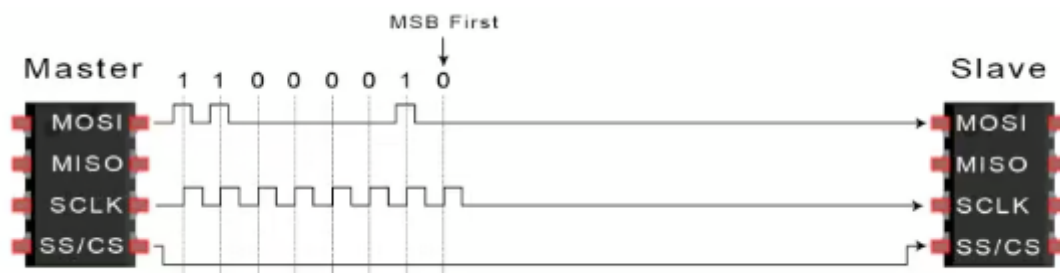 MSB First
Master
1 1 0 0 0 0 1 0
Slave
MOSI
MISO
SCLK
SS/CS
MOSI
MISO
SCLK
SS/CS